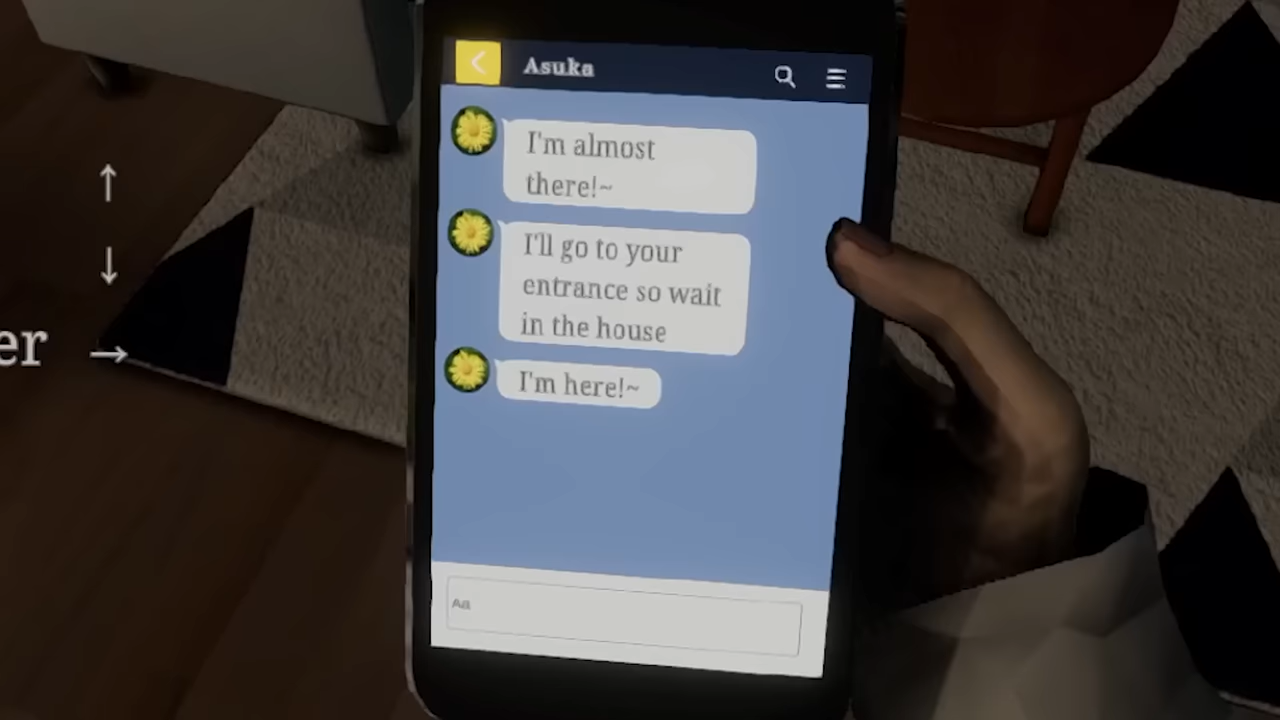 Asuka
I'm almost
there!~
I'll go to your
entrance so wait
in the house
I'm here!~
Aa
↑
↓
er →